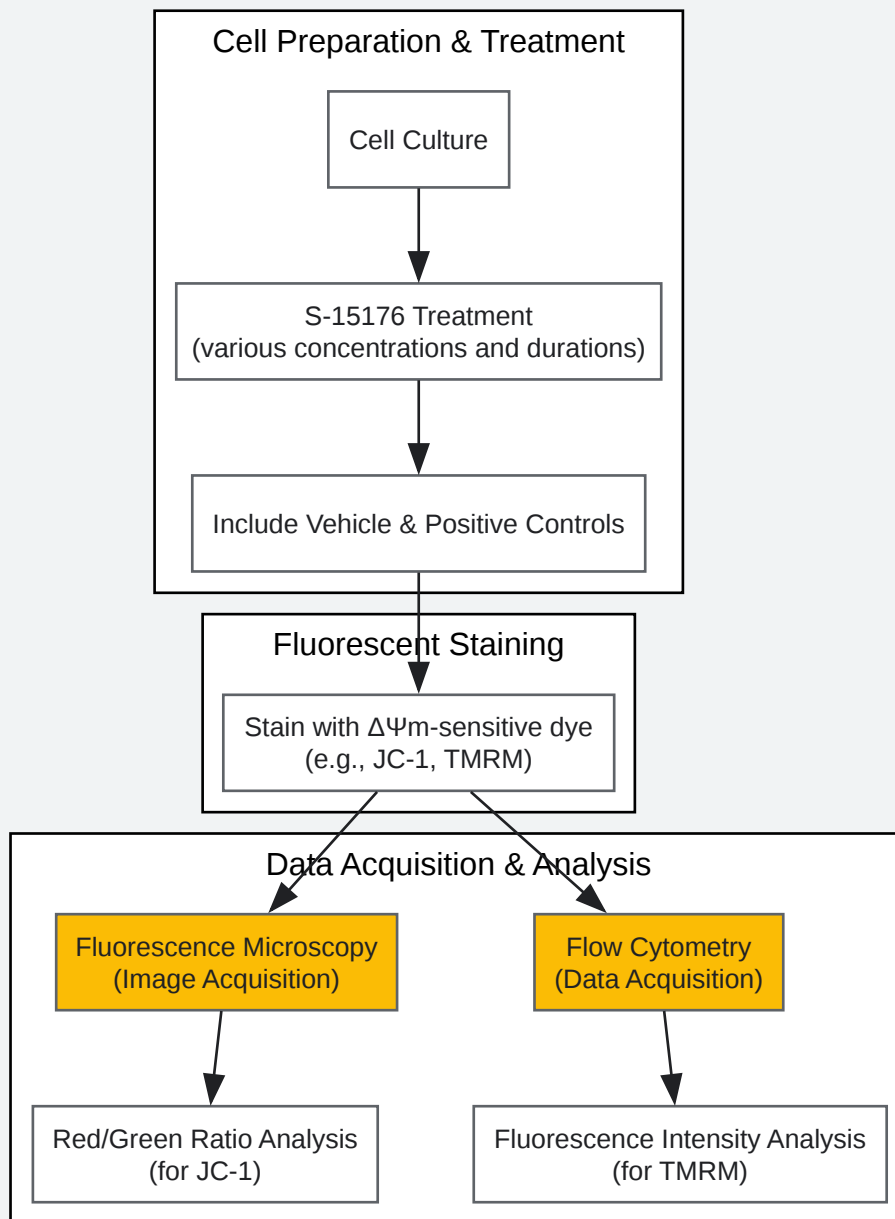 Cell Preparation & Treatment
Cell Culture
S-15176 Treatment
(various concentrations and durations)
Include Vehicle & Positive Controls
Fluorescent Staining
Stain with ΔΨm-sensitive dye
(e.g., JC-1, TMRM)
Data Acquisition & Analysis
Fluorescence Microscopy
(Image Acquisition)
Flow Cytometry
(Data Acquisition)
Red/Green Ratio Analysis
(for JC-1)
Fluorescence Intensity Analysis
(for TMRM)